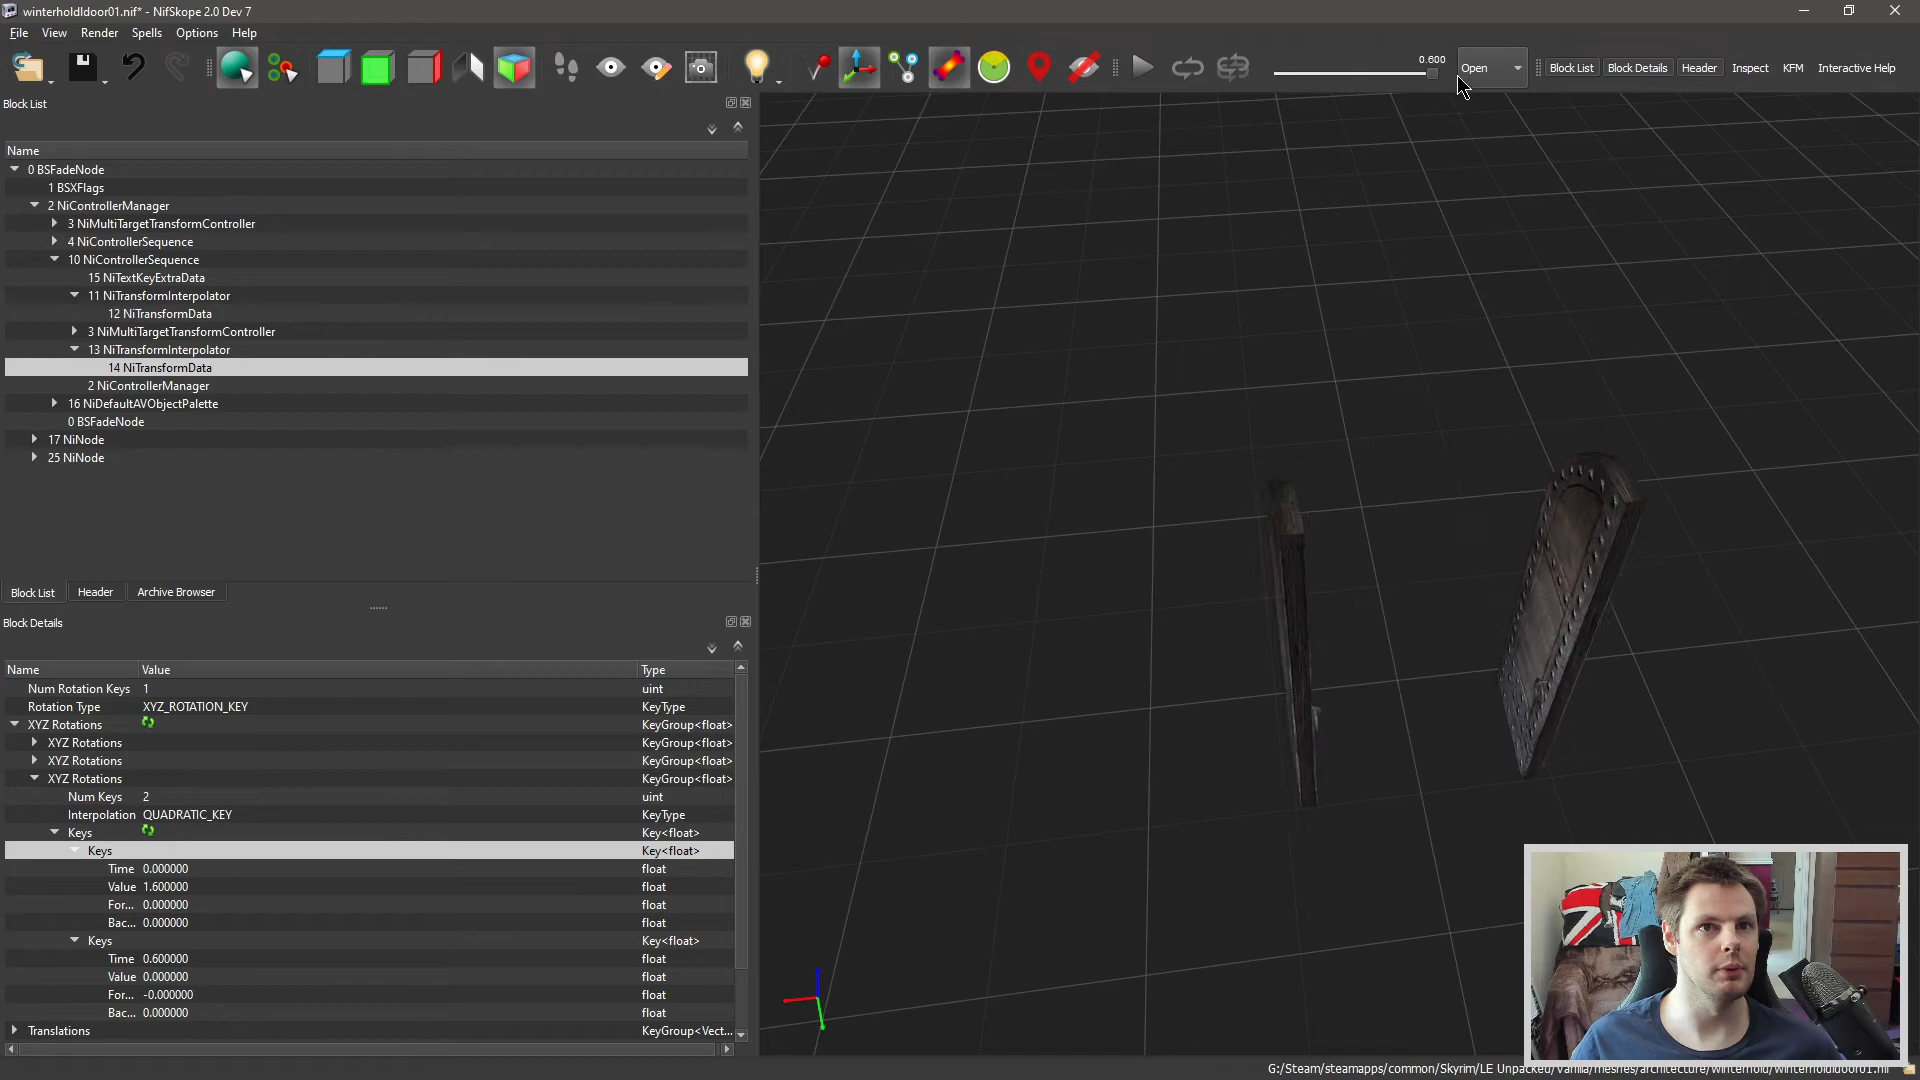 winterholdldoor01.nif* - NifSkope 2.0 Dev 7
File View Render Spells Options Help
0.600
Open
Block List Block Details Header Inspect KFM Interactive Help
Block List
Name
0 BSFadeNode
1 BSXFlags
2 NiControllerManager
3 NiMultiTargetTransformController
4 NiControllerSequence
10 NiControllerSequence
15 NiTextKeyExtraData
11 NiTransformInterpolator
12 NiTransformData
3 NiMultiTargetTransformController
13 NiTransformInterpolator
14 NiTransformData
2 NiControllerManager
16 NiDefaultAVObjectPalette
0 BSFadeNode
17 NiNode
25 NiNode
Block List Header Archive Browser
Block Details
Name Value Type
Num Rotation Keys 1 uint
Rotation Type XYZ_ROTATION_KEY KeyType
XYZ Rotations KeyGroup<float>
XYZ Rotations KeyGroup<float>
XYZ Rotations KeyGroup<float>
XYZ Rotations KeyGroup<float>
Num Keys 2 uint
Interpolation QUADRATIC_KEY KeyType
Keys Key<float>
Keys Key<float>
Time 0.000000 float
Value 1.600000 float
For... 0.000000 float
Bac... 0.000000 float
Keys Key<float>
Time 0.600000 float
Value 0.000000 float
For... -0.000000 float
Bac... 0.000000 float
Translations KeyGroup<Vect...
G:/Steam/steamapps/common/Skyrim/LE Unpacked/Vanilla/meshes/architecture/winterhold/winterholdldoor01.nif